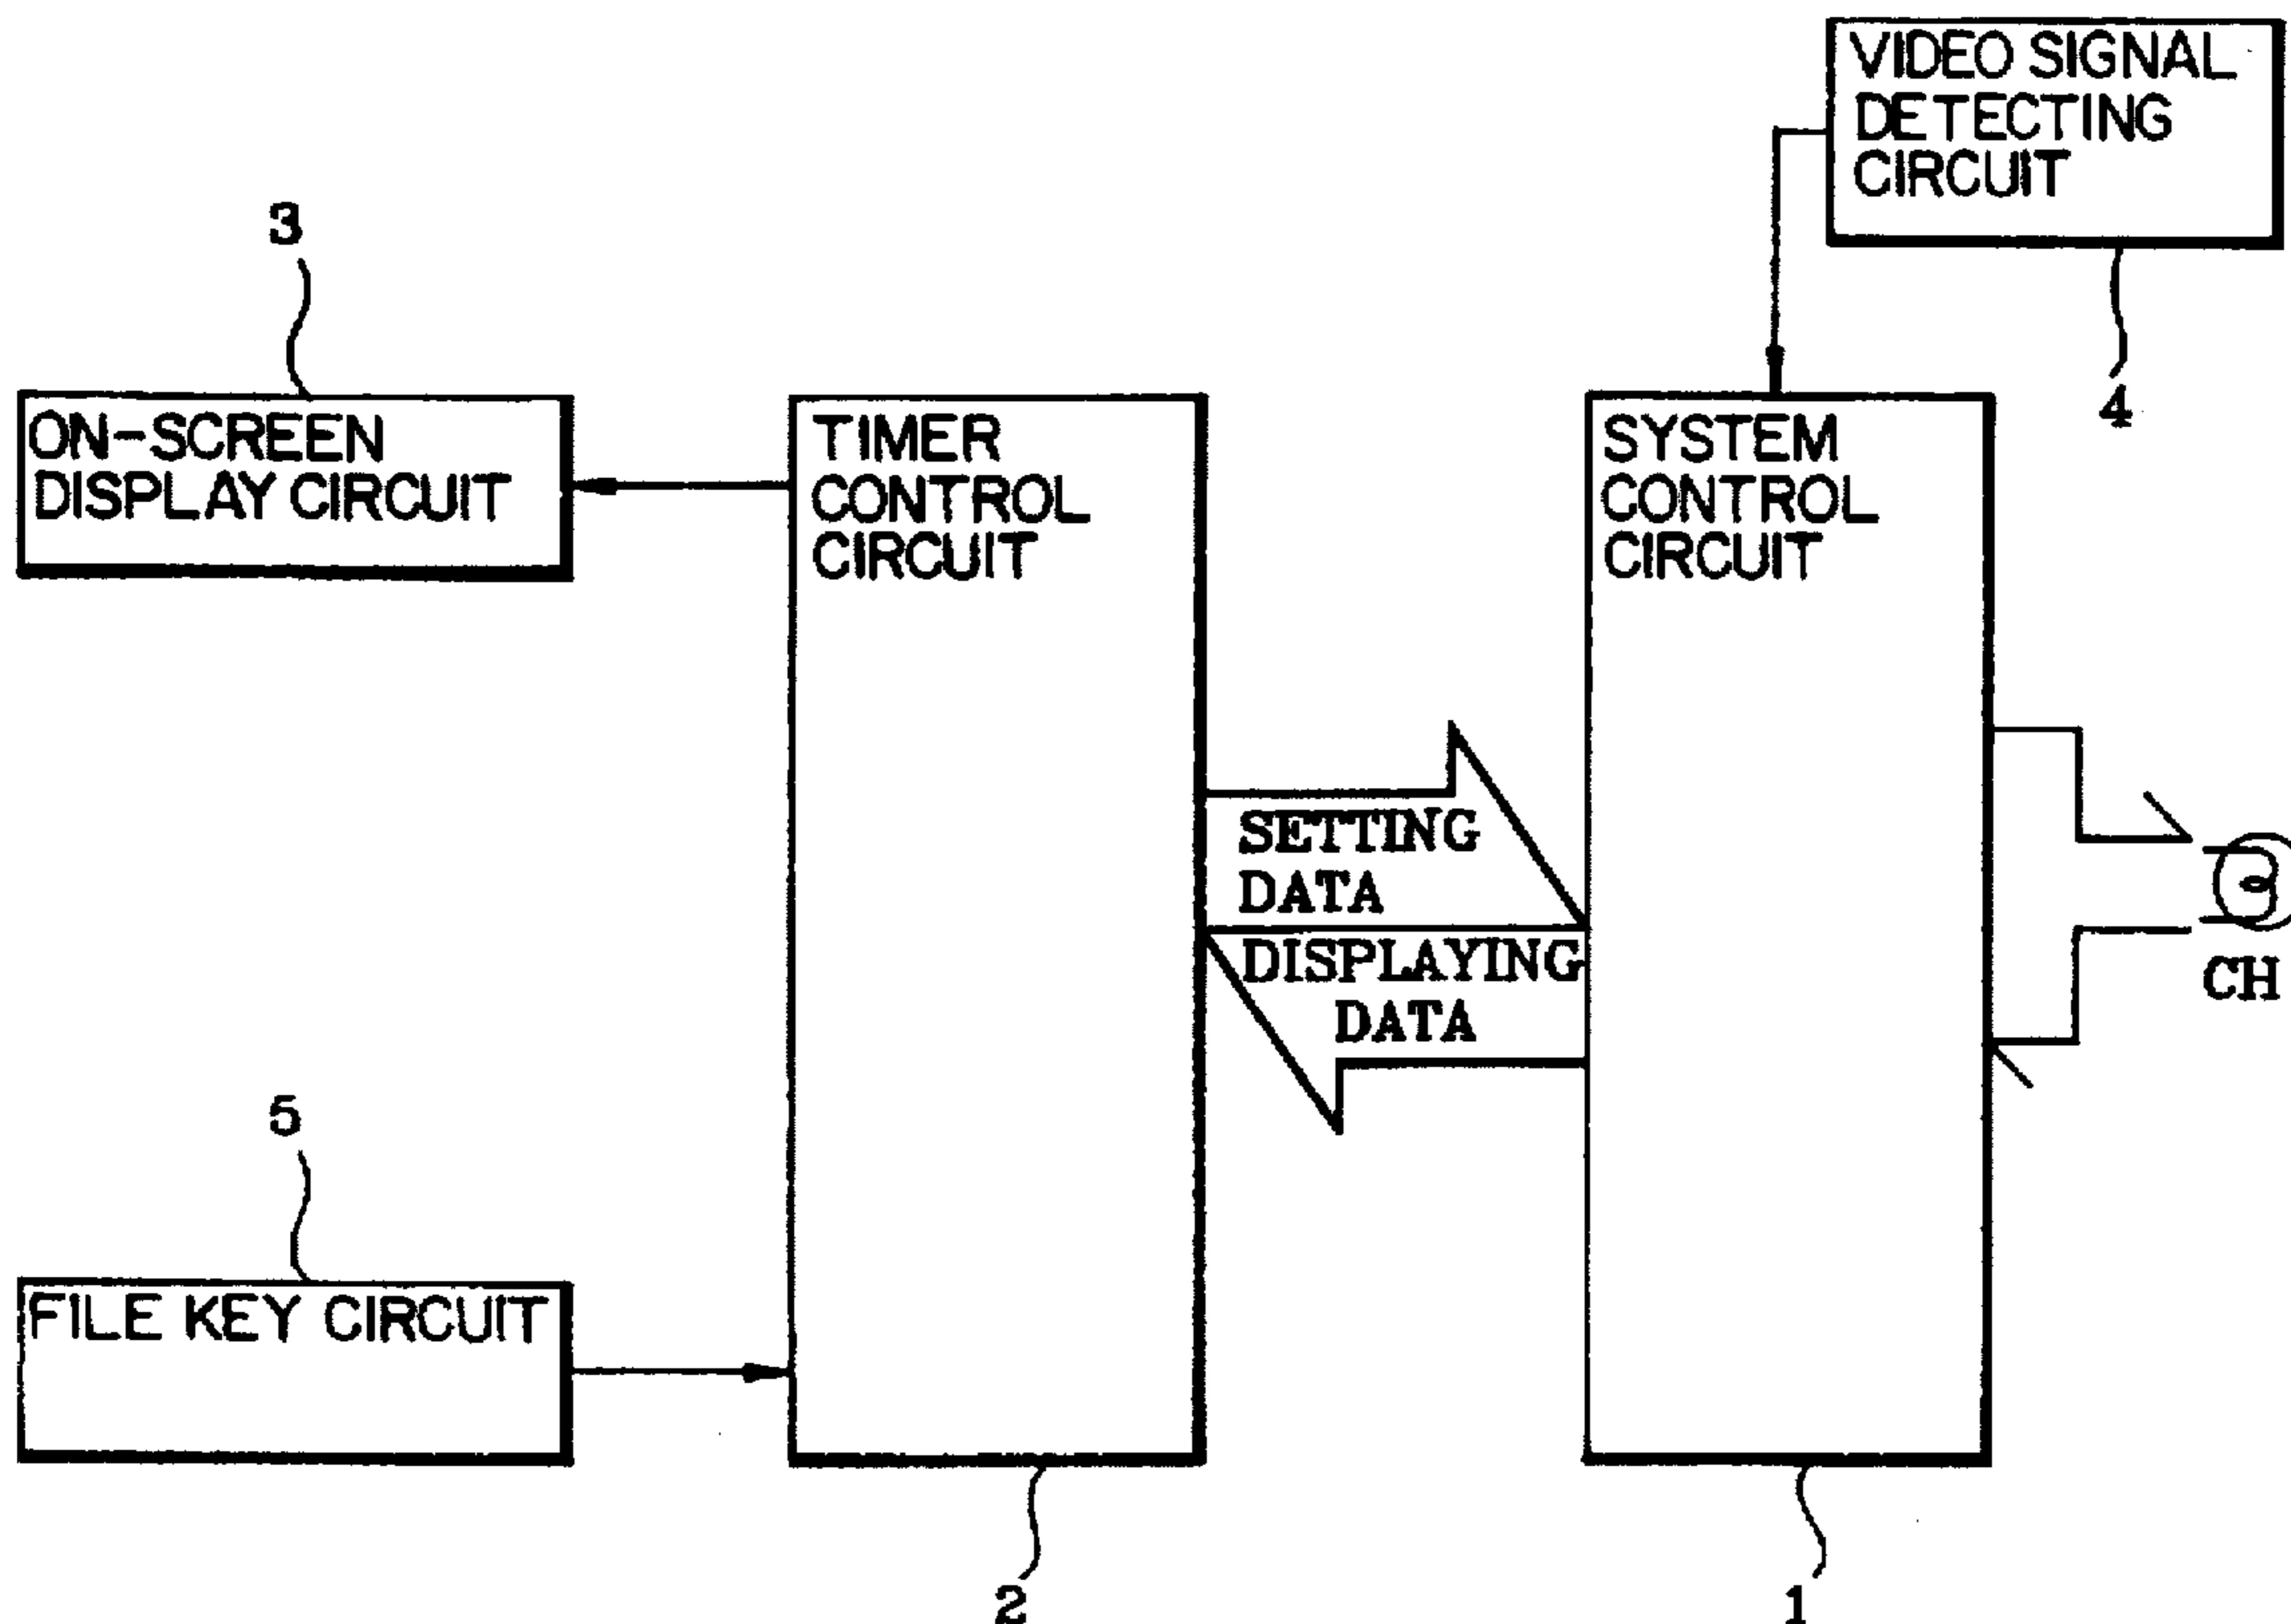 VIDEO SIGNAL
DETECTING
CIRCUIT
4
3
ON-SCREEN
DISPLAY CIRCUIT
TIMER
CONTROL
CIRCUIT
SYSTEM
CONTROL
CIRCUIT
SETTING
DATA
DISPLAYING
DATA
CH
5
FILE KEY CIRCUIT
2
1